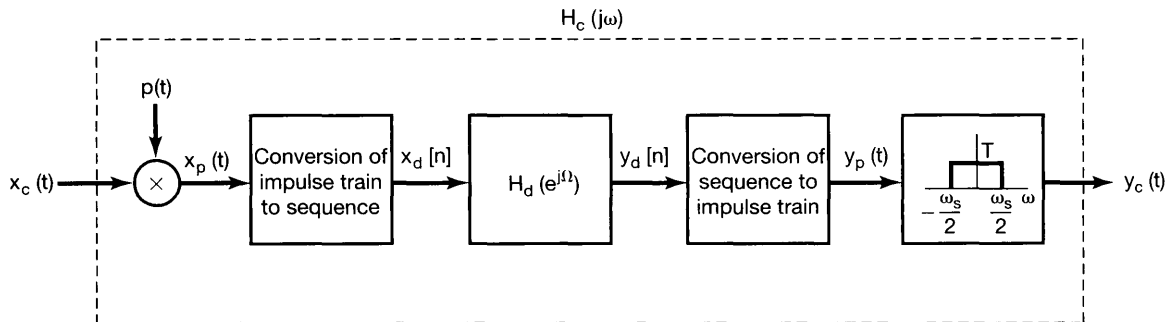 H_c (jω)
p(t)
x_c (t)
×
x_p (t)
Conversion of
impulse train
to sequence
x_d [n]
H_d (e^{jΩ})
y_d [n]
Conversion of
sequence to
impulse train
y_p (t)
T
-ω_s/2
ω_s/2
ω
y_c (t)